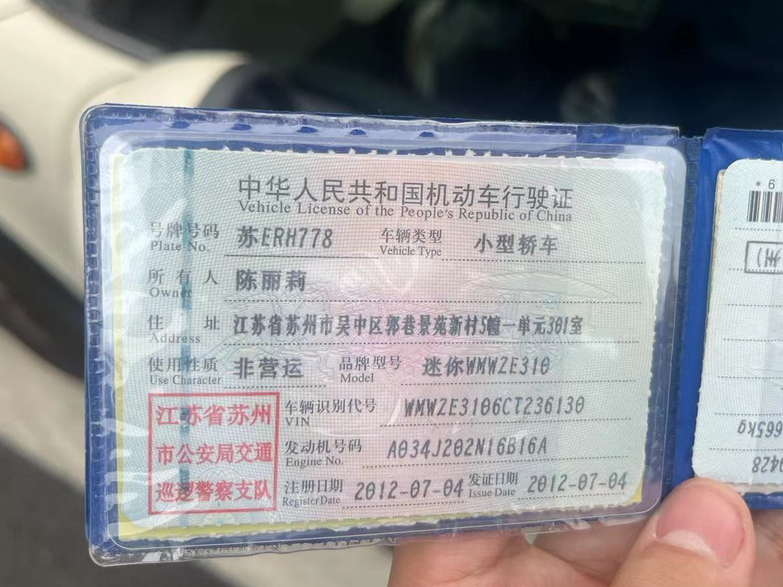 中华人民共和国机动车行驶证
Vehicle License of the People's Republic of China
号牌号码 苏ERH778 车辆类型 小型轿车
Plate No. Vehicle Type
所有人 陈丽莉
Owner
住址 江苏省苏州市吴中区郭巷景苑新村5幢一单元301室
Address
使用性质 非营运 品牌型号 迷你WMWZE310
Use Character Model
江苏省苏州
市公安局交通
巡逻警察支队
车辆识别代号 WMWZE3106CT236130
VIN
发动机号码 A034J202N16B16A
Engine No.
注册日期 2012-07-04 发证日期 2012-07-04
Register Date Issue Date
州)
665kg
0428